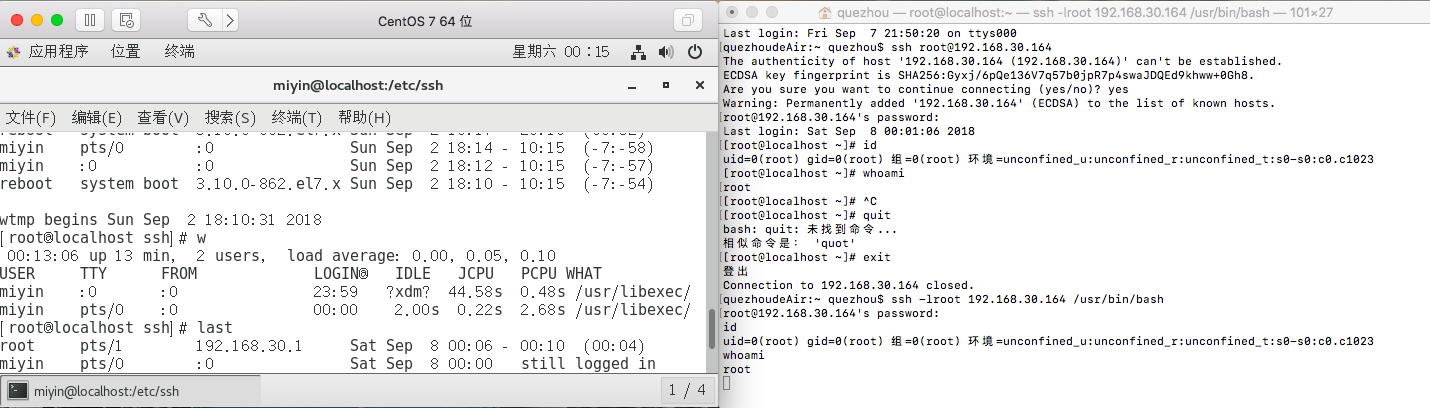 CentOS 7 64 位
应用程序 位置 终端 星期六 00：15
miyin@localhost:/etc/ssh
文件(F) 编辑(E) 查看(V) 搜索(S) 终端(T) 帮助(H)
miyin pts/0 :0 Sun Sep 2 18:14 - 10:15 (-7:-58)
miyin :0 :0 Sun Sep 2 18:12 - 10:15 (-7:-57)
reboot system boot 3.10.0-862.el7.x Sun Sep 2 18:10 - 10:15 (-7:-54)
wtmp begins Sun Sep 2 18:10:31 2018
[root@localhost ssh]# w
00:13:06 up 13 min, 2 users, load average: 0.00, 0.05, 0.10
USER TTY FROM LOGIN@ IDLE JCPU PCPU WHAT
miyin :0 :0 23:59 ?xdm? 44.58s 0.48s /usr/libexec/
miyin pts/0 :0 00:00 2.00s 0.22s 2.68s /usr/libexec/
[root@localhost ssh]# last
root pts/1 192.168.30.1 Sat Sep 8 00:06 - 00:10 (00:04)
miyin pts/0 :0 Sat Sep 8 00:00 still logged in
miyin@localhost:/etc/ssh
1 / 4
quezhou — root@localhost:~ — ssh -lroot 192.168.30.164 /usr/bin/bash — 101×27
Last login: Fri Sep 7 21:50:20 on ttys000
[quezhoudeAir:~ quezhou$ ssh root@192.168.30.164
The authenticity of host '192.168.30.164 (192.168.30.164)' can't be established.
ECDSA key fingerprint is SHA256:Gyxj/6pQe136V7q57b0jpR7p4swaJDQEd9khww+0Gh8.
Are you sure you want to continue connecting (yes/no)? yes
Warning: Permanently added '192.168.30.164' (ECDSA) to the list of known hosts.
[root@192.168.30.164's password:
Last login: Sat Sep 8 00:01:06 2018
[[root@localhost ~]# id
uid=0(root) gid=0(root) 组=0(root) 环境=unconfined_u:unconfined_r:unconfined_t:s0-s0:c0.c1023
[[root@localhost ~]# whoami
root
[[root@localhost ~]# ^C
[[root@localhost ~]# quit
bash: quit: 未找到命令...
相似命令是： 'quot'
[[root@localhost ~]# exit
登出
Connection to 192.168.30.164 closed.
[quezhoudeAir:~ quezhou$ ssh -lroot 192.168.30.164 /usr/bin/bash
[root@192.168.30.164's password:
id
uid=0(root) gid=0(root) 组=0(root) 环境=unconfined_u:unconfined_r:unconfined_t:s0-s0:c0.c1023
whoami
root